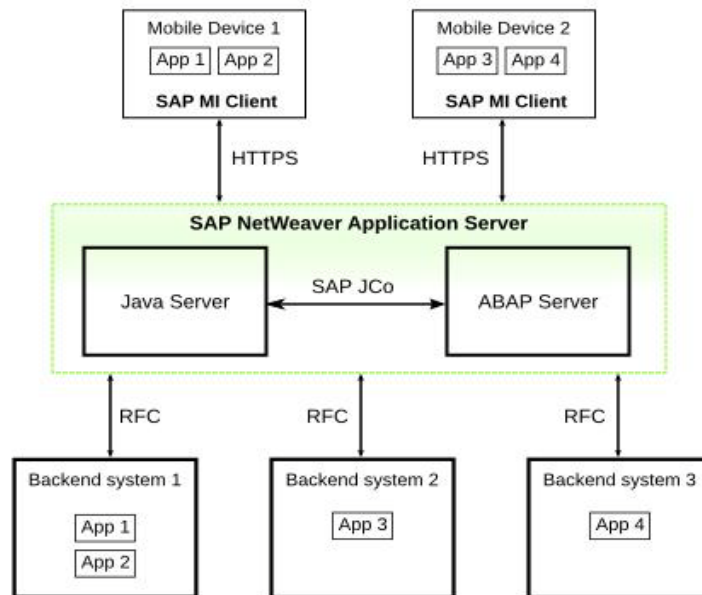 Mobile Device 1
App 1 App 2
SAP MI Client
Mobile Device 2
App 3 App 4
SAP MI Client
HTTPS
HTTPS
SAP NetWeaver Application Server
Java Server
SAP JCo
ABAP Server
RFC
RFC
RFC
Backend system 1
App 1
App 2
Backend system 2
App 3
Backend system 3
App 4